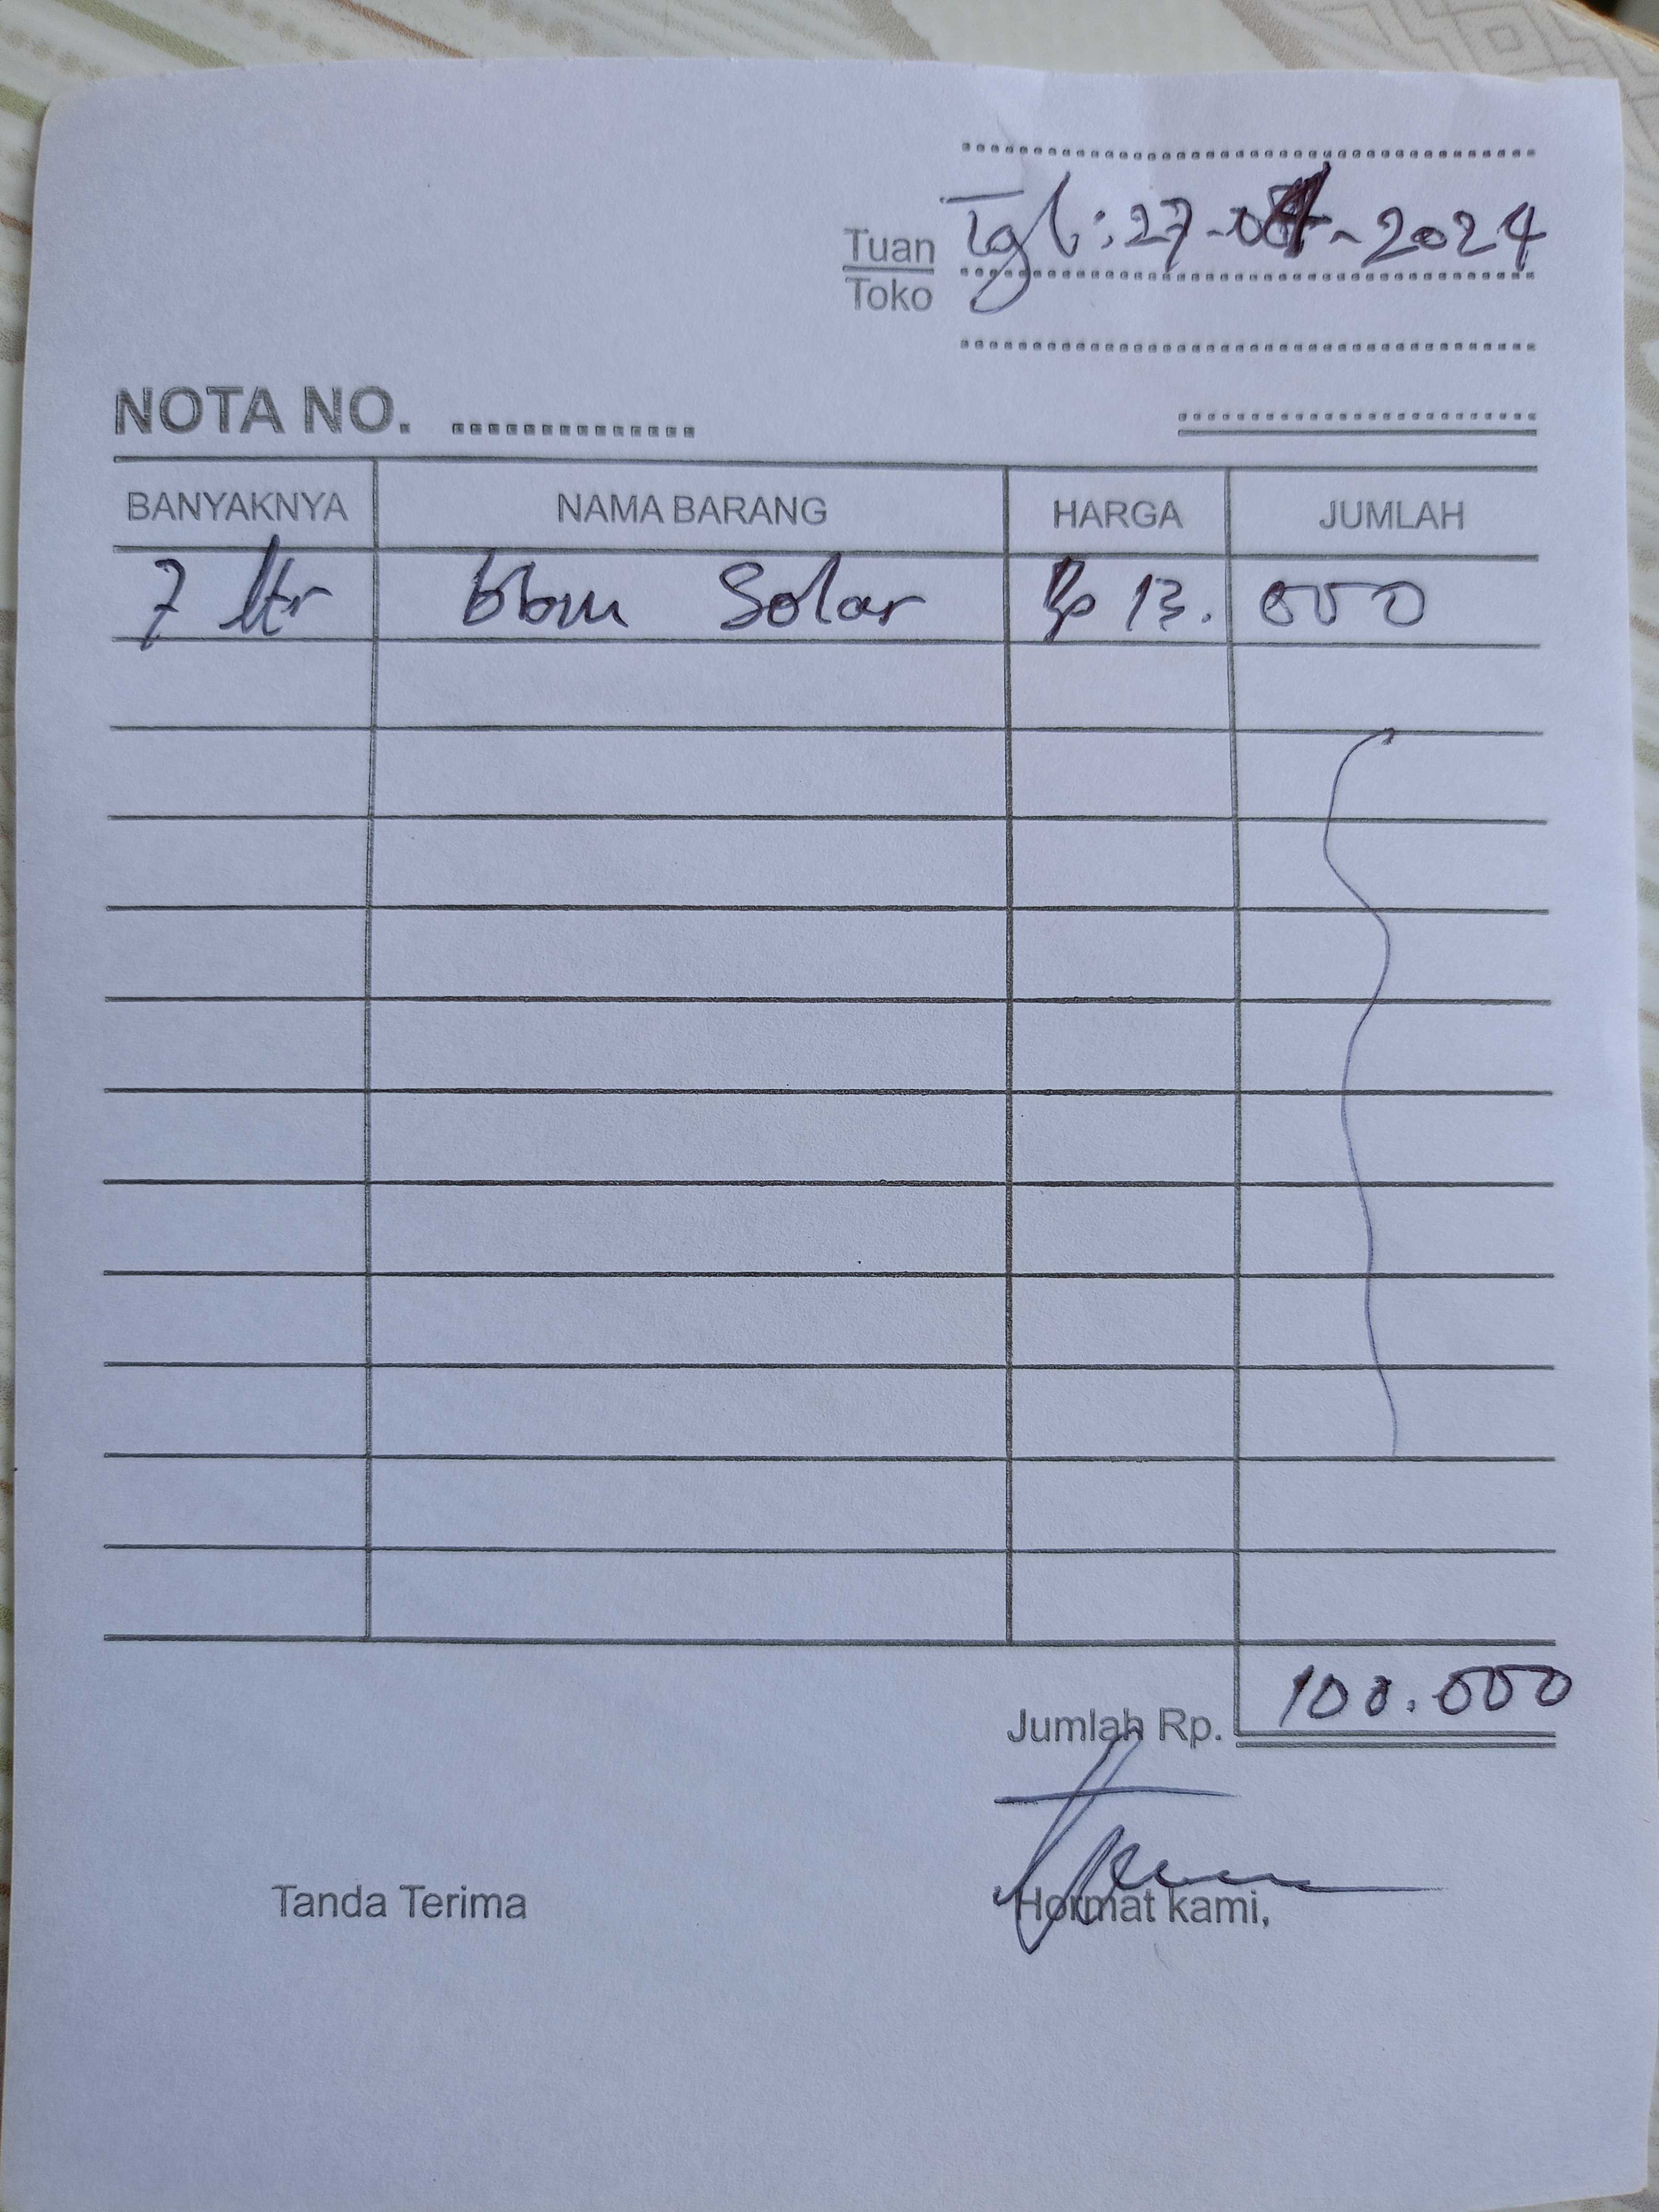 Tuan
Toko
Tgl: 27-04-2024
NOTA NO. ..............
BANYAKNYA NAMA BARANG HARGA JUMLAH
7 ltr bbm Solar Rp 13.000
Jumlah Rp. 100.000
Tanda Terima Hormat kami,